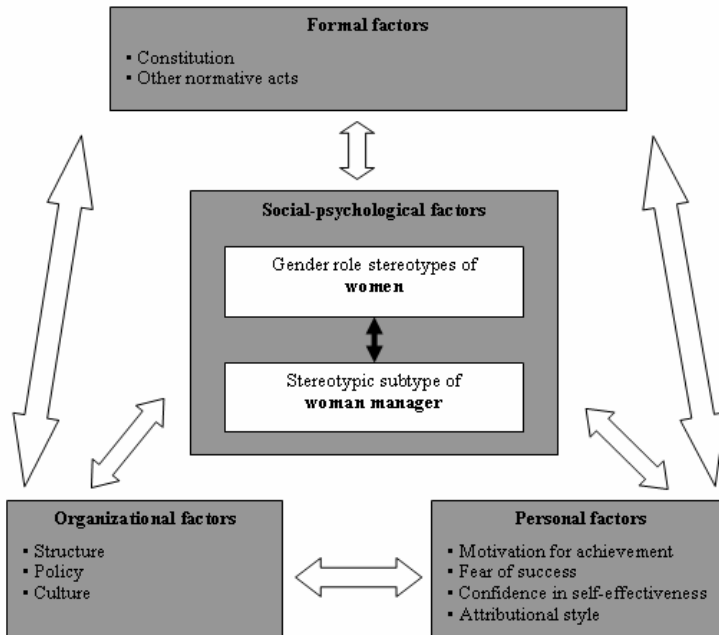 Formal factors
▪ Constitution
▪ Other normative acts
Social-psychological factors
Gender role stereotypes of
women
Stereotypic subtype of
woman manager
Organizational factors
▪ Structure
▪ Policy
▪ Culture
Personal factors
▪ Motivation for achievement
▪ Fear of success
▪ Confidence in self-effectiveness
▪ Attributional style